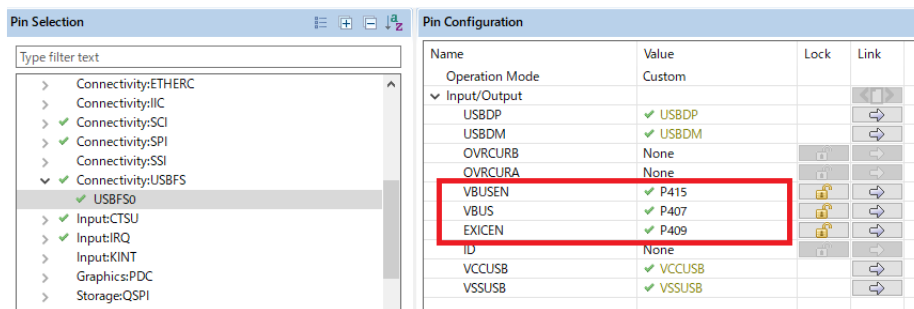 Pin Selection
Type filter text
Connectivity:ETHERC
Connectivity:IIC
Connectivity:SCI
Connectivity:SPI
Connectivity:SSI
Connectivity:USBFS
USBFS0
Input:CTSU
Input:IRQ
Input:KINT
Graphics:PDC
Storage:QSPI
Pin Configuration
Name Value Lock Link
Operation Mode Custom
Input/Output
USBDP USBDP
USBDM USBDM
OVRCURB None
OVRCURA None
VBUSEN P415
VBUS P407
EXICEN P409
ID None
VCCUSB VCCUSB
VSSUSB VSSUSB